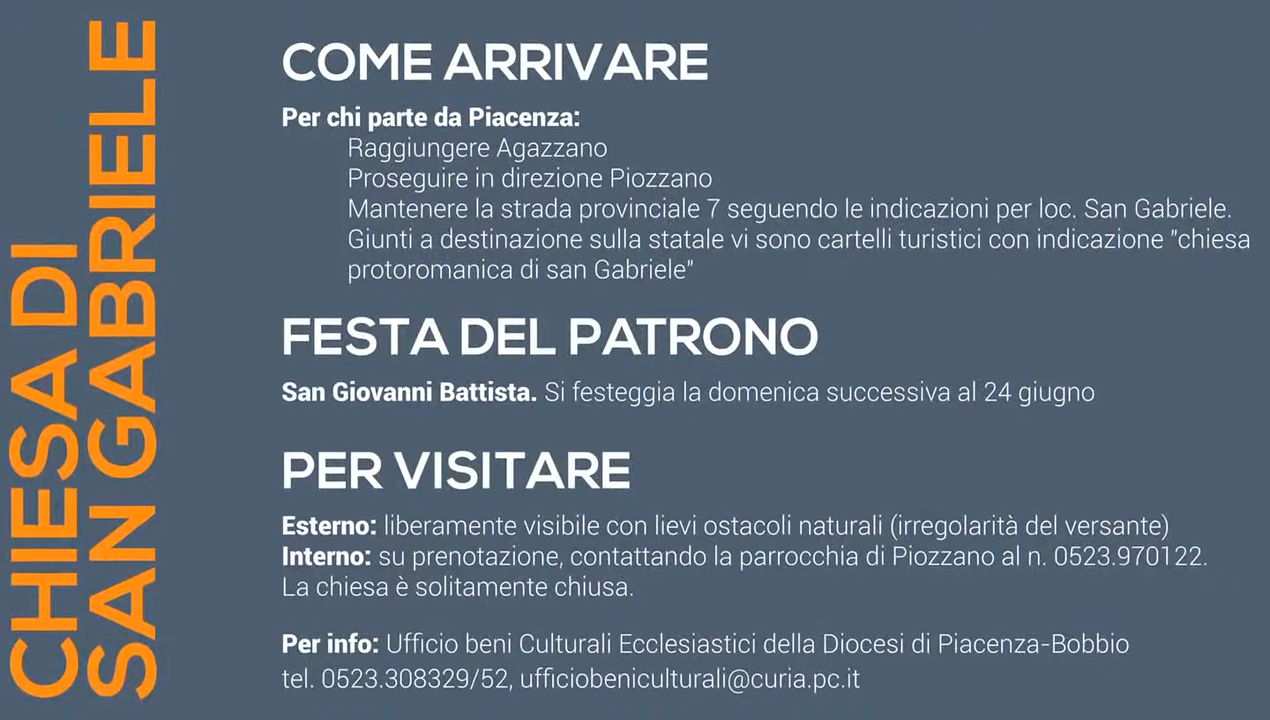 CHIESA DI
SAN GABRIELE
COME ARRIVARE
Per chi parte da Piacenza:
Raggiungere Agazzano
Proseguire in direzione Piozzano
Mantenere la strada provinciale 7 seguendo le indicazioni per loc. San Gabriele.
Giunti a destinazione sulla statale vi sono cartelli turistici con indicazione "chiesa
protoromanica di san Gabriele"
FESTA DEL PATRONO
San Giovanni Battista. Si festeggia la domenica successiva al 24 giugno
PER VISITARE
Esterno: liberamente visibile con lievi ostacoli naturali (irregolarità del versante)
Interno: su prenotazione, contattando la parrocchia di Piozzano al n. 0523.970122.
La chiesa è solitamente chiusa.
Per info: Ufficio beni Culturali Ecclesiastici della Diocesi di Piacenza-Bobbio
tel. 0523.308329/52, ufficiobeniculturali@curia.pc.it